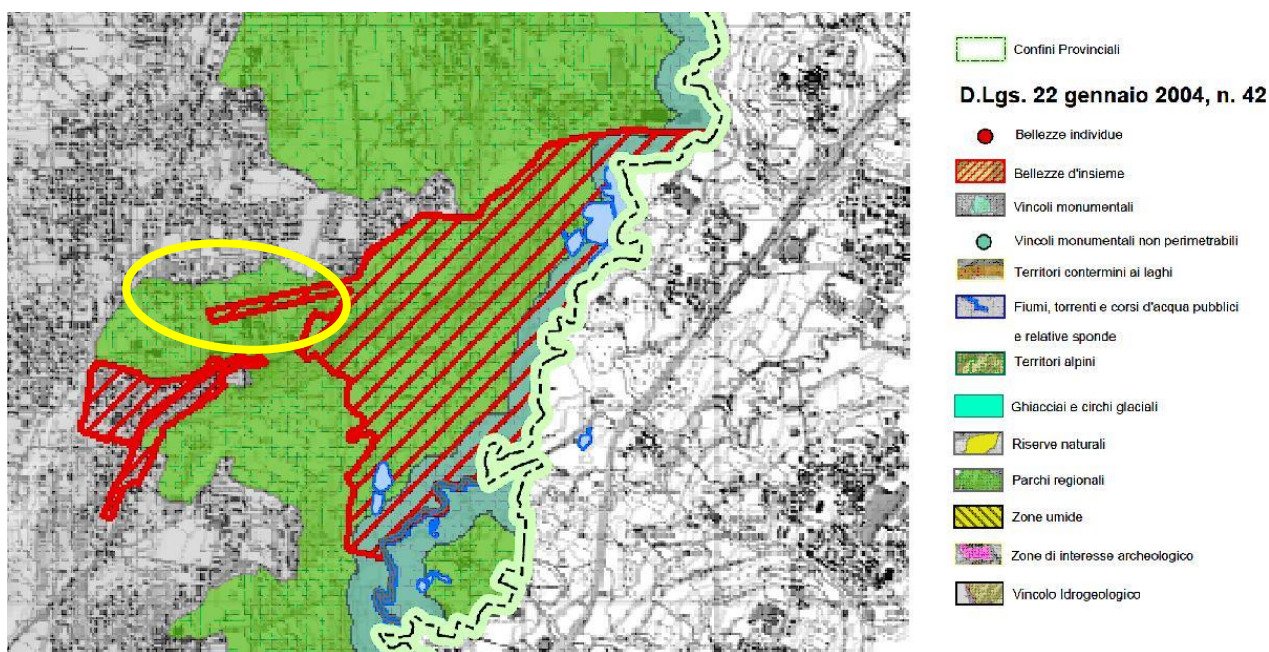 Confini Provinciali
D.Lgs. 22 gennaio 2004, n. 42
Bellezze individue
Bellezze d'insieme
Vincoli monumentali
Vincoli monumentali non perimetrabili
Territori contermini ai laghi
Fiumi, torrenti e corsi d'acqua pubblici
e relative sponde
Territori alpini
Ghiacciai e circhi glaciali
Riserve naturali
Parchi regionali
Zone umide
Zone di interesse archeologico
Vincolo Idrogeologico